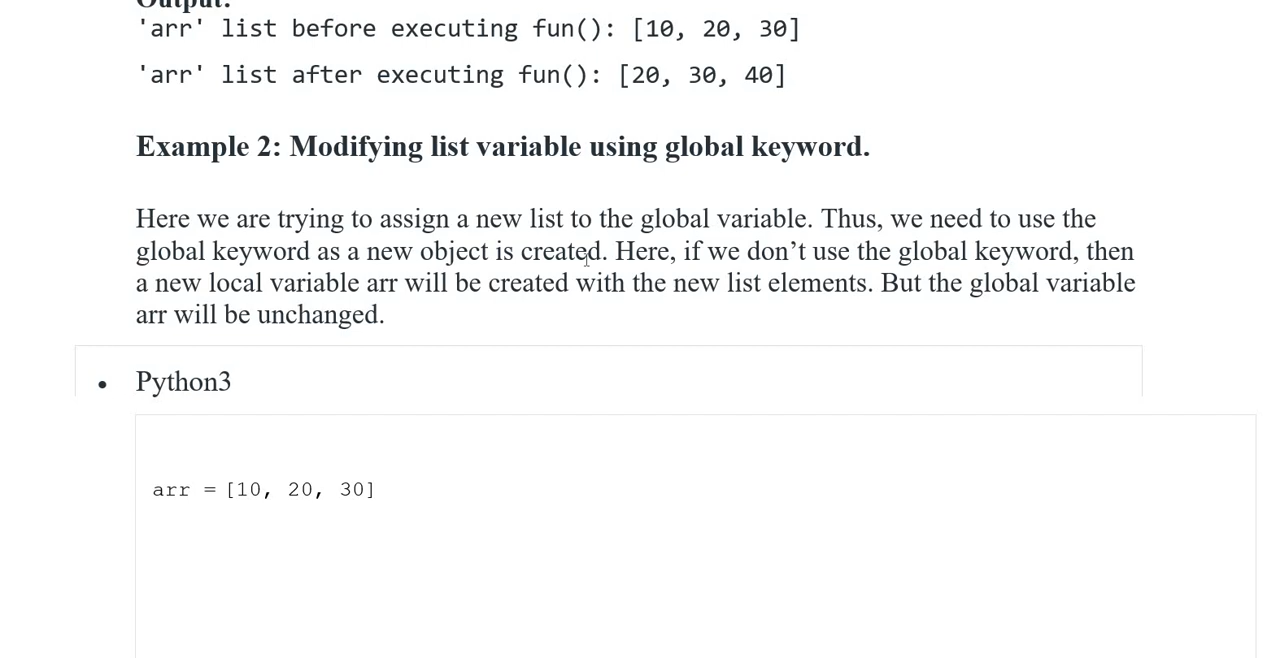 Output:
'arr' list before executing fun(): [10, 20, 30]
'arr' list after executing fun(): [20, 30, 40]
Example 2: Modifying list variable using global keyword.
Here we are trying to assign a new list to the global variable. Thus, we need to use the
global keyword as a new object is created. Here, if we don’t use the global keyword, then
a new local variable arr will be created with the new list elements. But the global variable
arr will be unchanged.
• Python3
arr = [10, 20, 30]